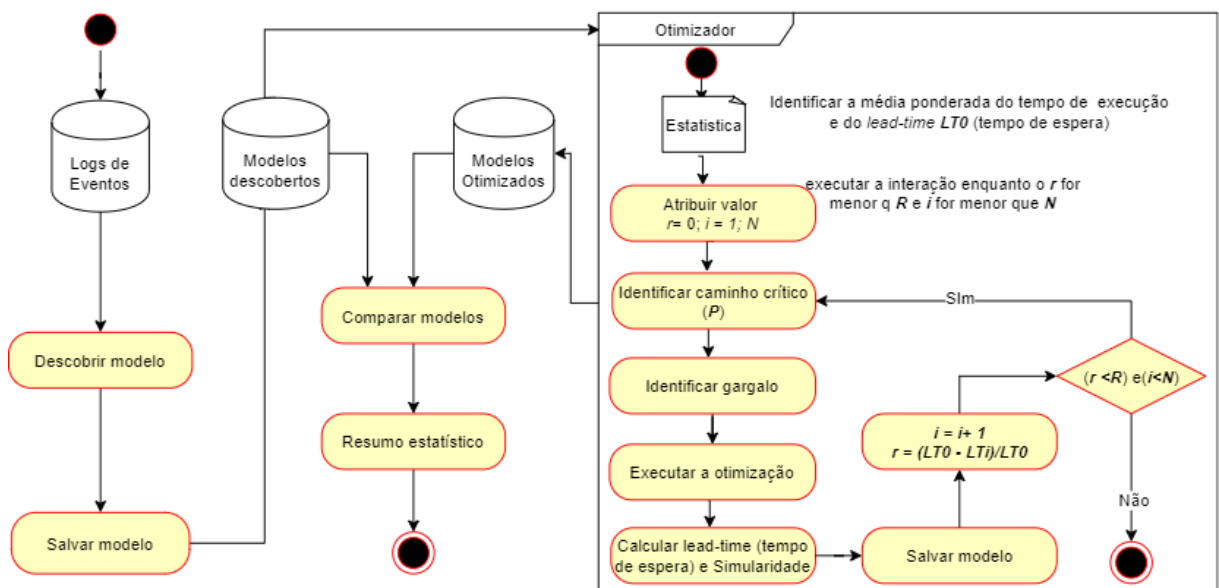 Logs de
Eventos
Descobrir modelo
Salvar modelo
Modelos
descobertos
Modelos
Otimizados
Comparar modelos
Resumo estatístico
Otimizador
Estatistica
Identificar a média ponderada do tempo de execução
e do lead-time LT0 (tempo de espera)
executar a interação enquanto o r for
menor q R e i for menor que N
Atribuir valor
r= 0; i = 1; N
Identificar caminho crítico
(P)
Identificar gargalo
Executar a otimização
Calcular lead-time (tempo
de espera) e Simularidade
Salvar modelo
i = i+ 1
r = (LT0 - LTi)/LT0
(r <R) e(i<N)
SIm
Não